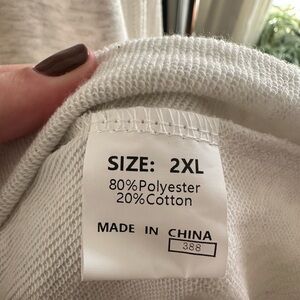 SIZE: 2XL
80%Polyester
20%Cotton
MADE IN CHINA
388